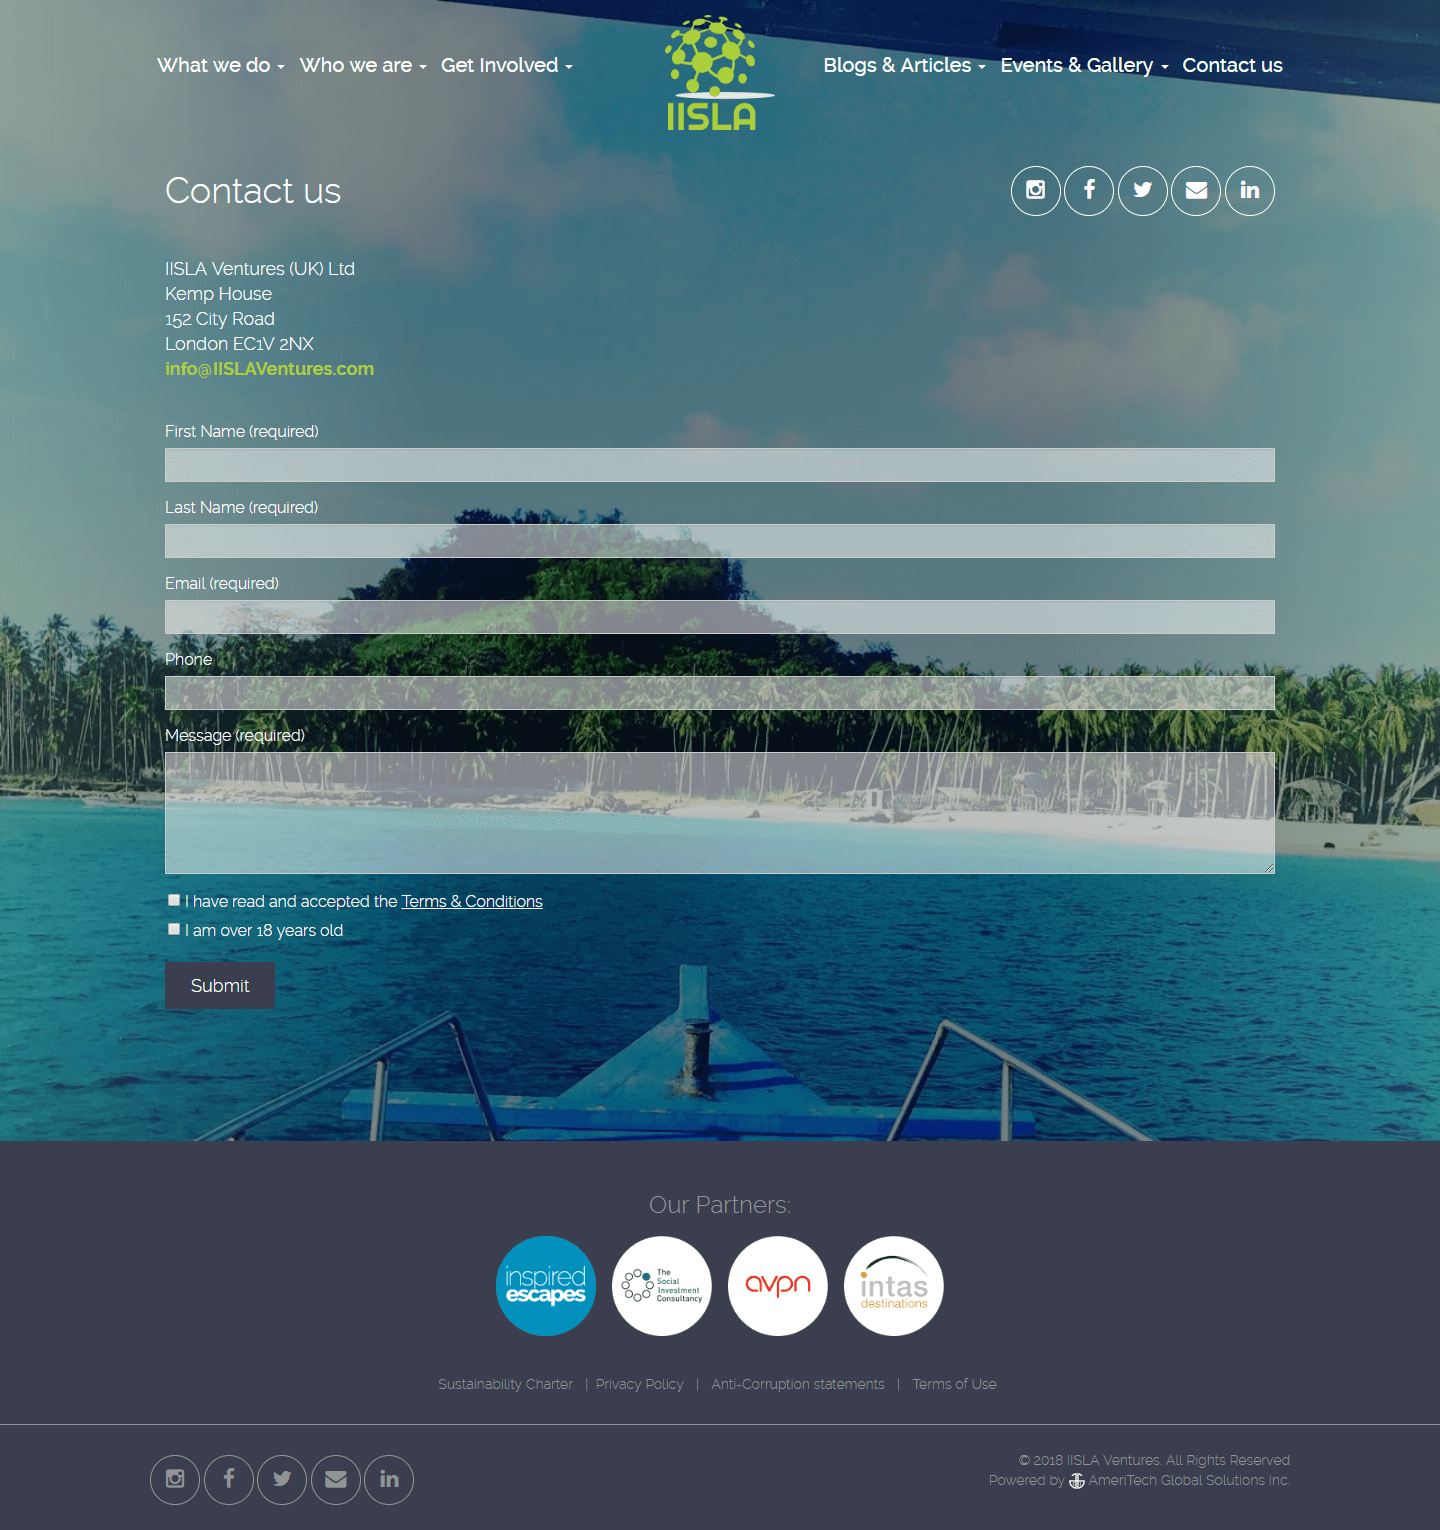 What we do
Who we are
Get Involved
IISLA
Blogs & Articles
Events & Gallery
Contact us
Contact us
IISLA Ventures (UK) Ltd
Kemp House
152 City Road
London EC1V 2NX
info@IISLAVentures.com
First Name (required)
Last Name (required)
Email (required)
Phone
Message (required)
I have read and accepted the Terms & Conditions
I am over 18 years old
Submit
Our Partners:
inspired
escapes
The
Social
Investment
Consultancy
avpn
intas
destinations
Sustainability Charter | Privacy Policy | Anti-Corruption statements | Terms of Use
© 2018 IISLA Ventures. All Rights Reserved
Powered by AmeriTech Global Solutions Inc.